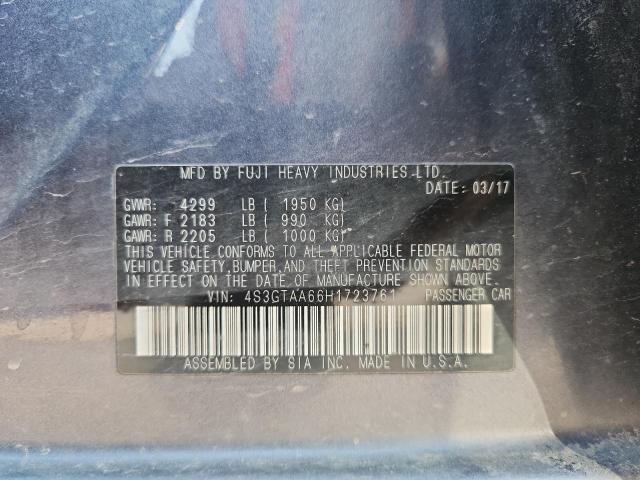 MFD BY FUJI HEAVY INDUSTRIES LTD.
DATE: 03/17
GVWR: 4299 LB ( 1950 KG)
GAWR: F 2183 LB ( 990 KG)
GAWR: R 2205 LB ( 1000 KG)
THIS VEHICLE CONFORMS TO ALL APPLICABLE FEDERAL MOTOR
VEHICLE SAFETY, BUMPER, AND THEFT PREVENTION STANDARDS
IN EFFECT ON THE DATE OF MANUFACTURE SHOWN ABOVE.
VIN: 4S3GTAA66H1723761 PASSENGER CAR
ASSEMBLED BY SIA INC. MADE IN U.S.A.